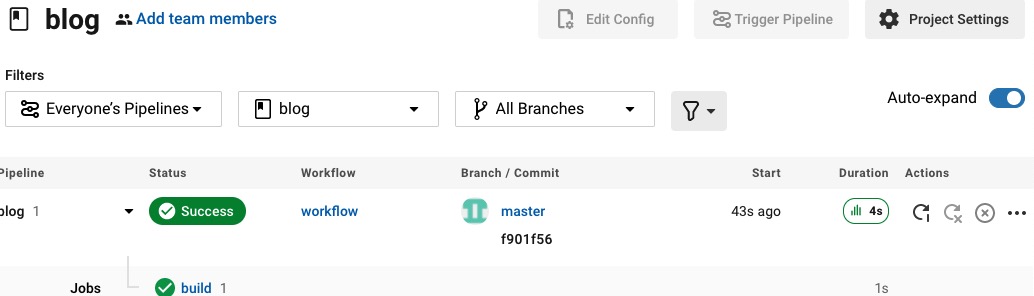 blog Add team members Edit Config Trigger Pipeline Project Settings
Filters
Everyone's Pipelines blog All Branches Auto-expand
Pipeline Status Workflow Branch / Commit Start Duration Actions
blog 1 Success workflow master 43s ago 4s
f901f56
Jobs build 1 1s